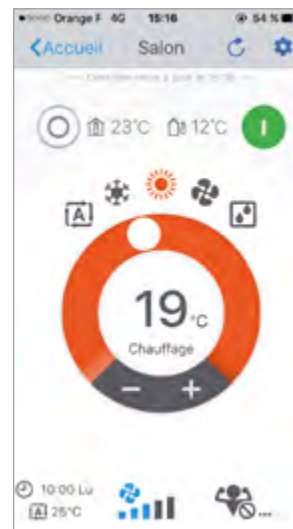 Orange F 4G 15:16 54 %
Accueil Salon
23°C 12°C
A
19°C
Chauffage
− +
10:00 Lu
A 25°C
...